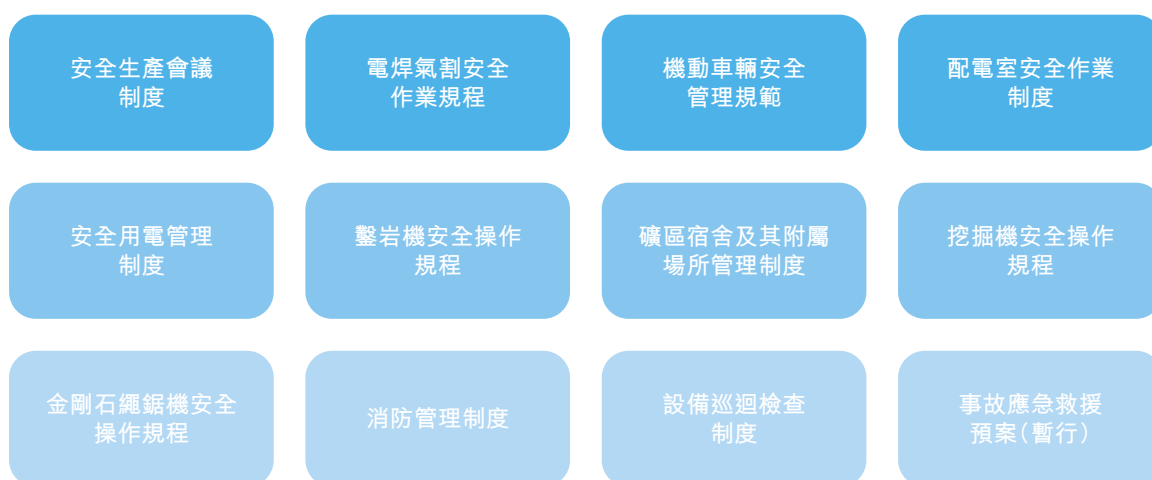 安全生產會議
制度
電焊氣割安全
作業規程
機動車輛安全
管理規範
配電室安全作業
制度
安全用電管理
制度
鑿岩機安全操作
規程
礦區宿舍及其附屬
場所管理制度
挖掘機安全操作
規程
金剛石繩鋸機安全
操作規程
消防管理制度
設備巡迴檢查
制度
事故應急救援
預案(暫行)